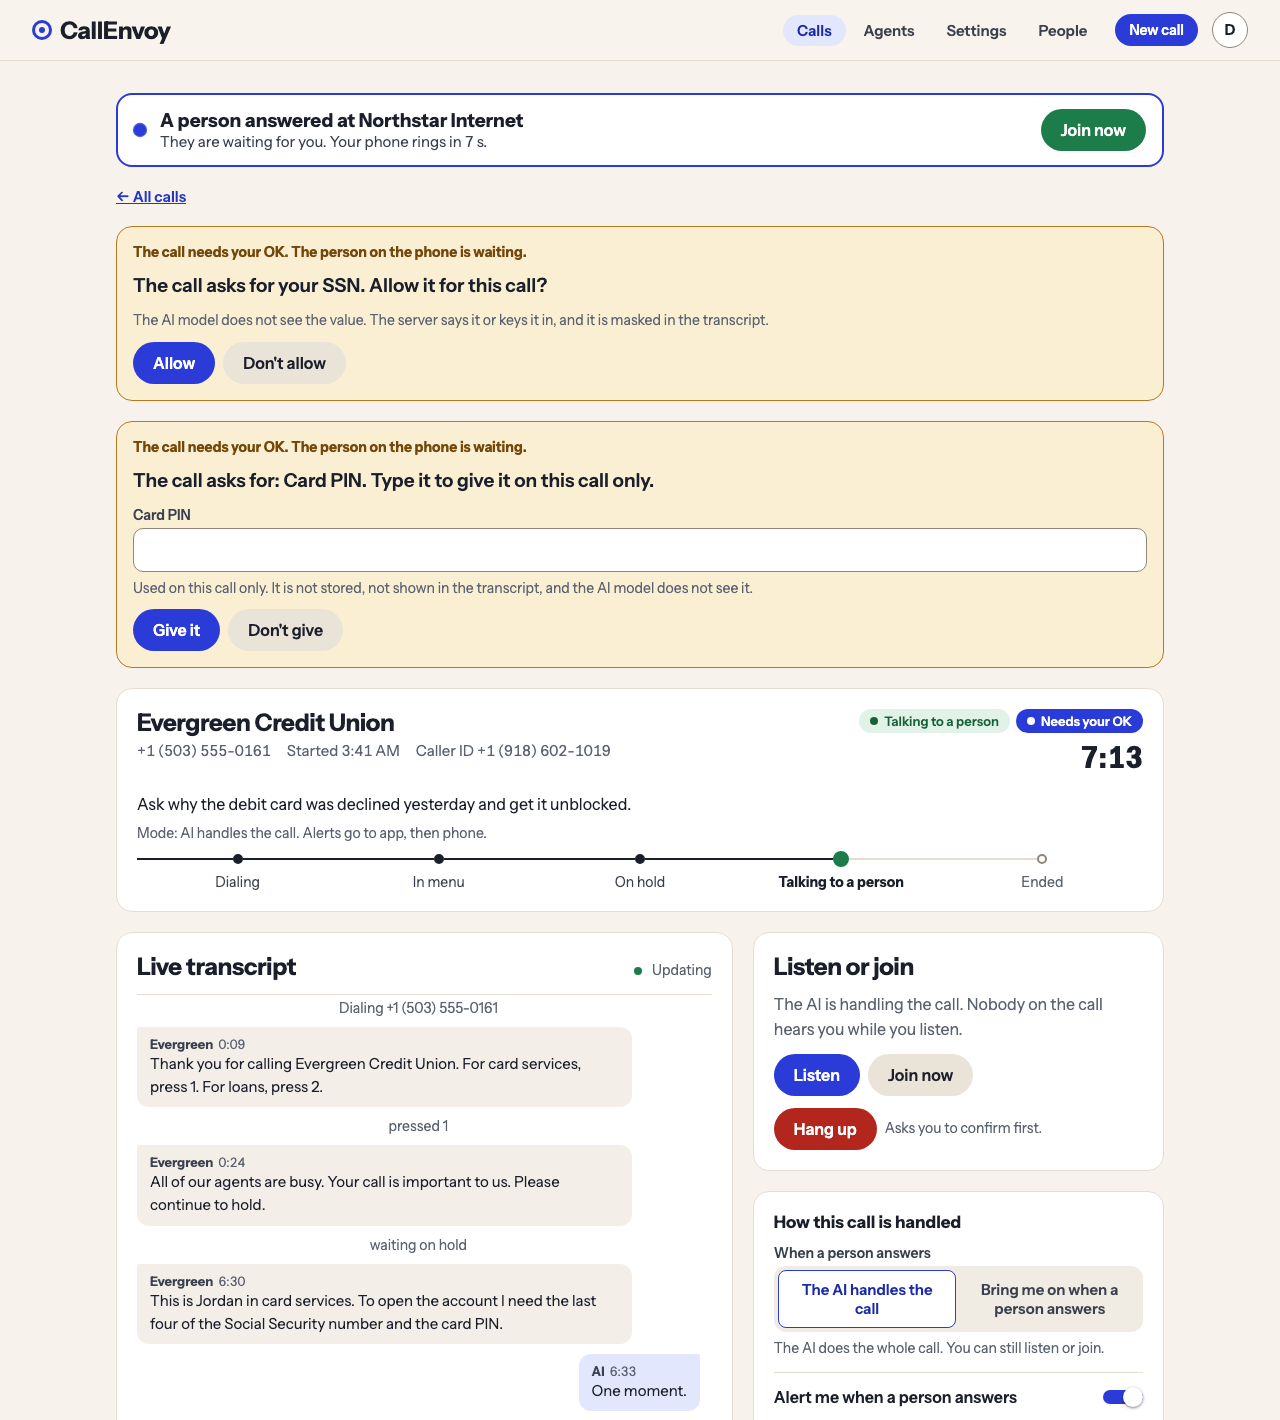 CallEnvoy
Calls
Agents
Settings
People
New call
D
A person answered at Northstar Internet
They are waiting for you. Your phone rings in 7 s.
Join now
← All calls
The call needs your OK. The person on the phone is waiting.
The call asks for your SSN. Allow it for this call?
The AI model does not see the value. The server says it or keys it in, and it is masked in the transcript.
Allow
Don't allow
The call needs your OK. The person on the phone is waiting.
The call asks for: Card PIN. Type it to give it on this call only.
Card PIN
Used on this call only. It is not stored, not shown in the transcript, and the AI model does not see it.
Give it
Don't give
Evergreen Credit Union
Talking to a person
Needs your OK
+1 (503) 555-0161 Started 3:41 AM Caller ID +1 (918) 602-1019
7:13
Ask why the debit card was declined yesterday and get it unblocked.
Mode: AI handles the call. Alerts go to app, then phone.
Dialing
In menu
On hold
Talking to a person
Ended
Live transcript
Updating
Dialing +1 (503) 555-0161
Evergreen 0:09
Thank you for calling Evergreen Credit Union. For card services,
press 1. For loans, press 2.
pressed 1
Evergreen 0:24
All of our agents are busy. Your call is important to us. Please
continue to hold.
waiting on hold
Evergreen 6:30
This is Jordan in card services. To open the account I need the last
four of the Social Security number and the card PIN.
AI 6:33
One moment.
Listen or join
The AI is handling the call. Nobody on the call
hears you while you listen.
Listen
Join now
Hang up
Asks you to confirm first.
How this call is handled
When a person answers
The AI handles the
call
Bring me on when a
person answers
The AI does the whole call. You can still listen or join.
Alert me when a person answers